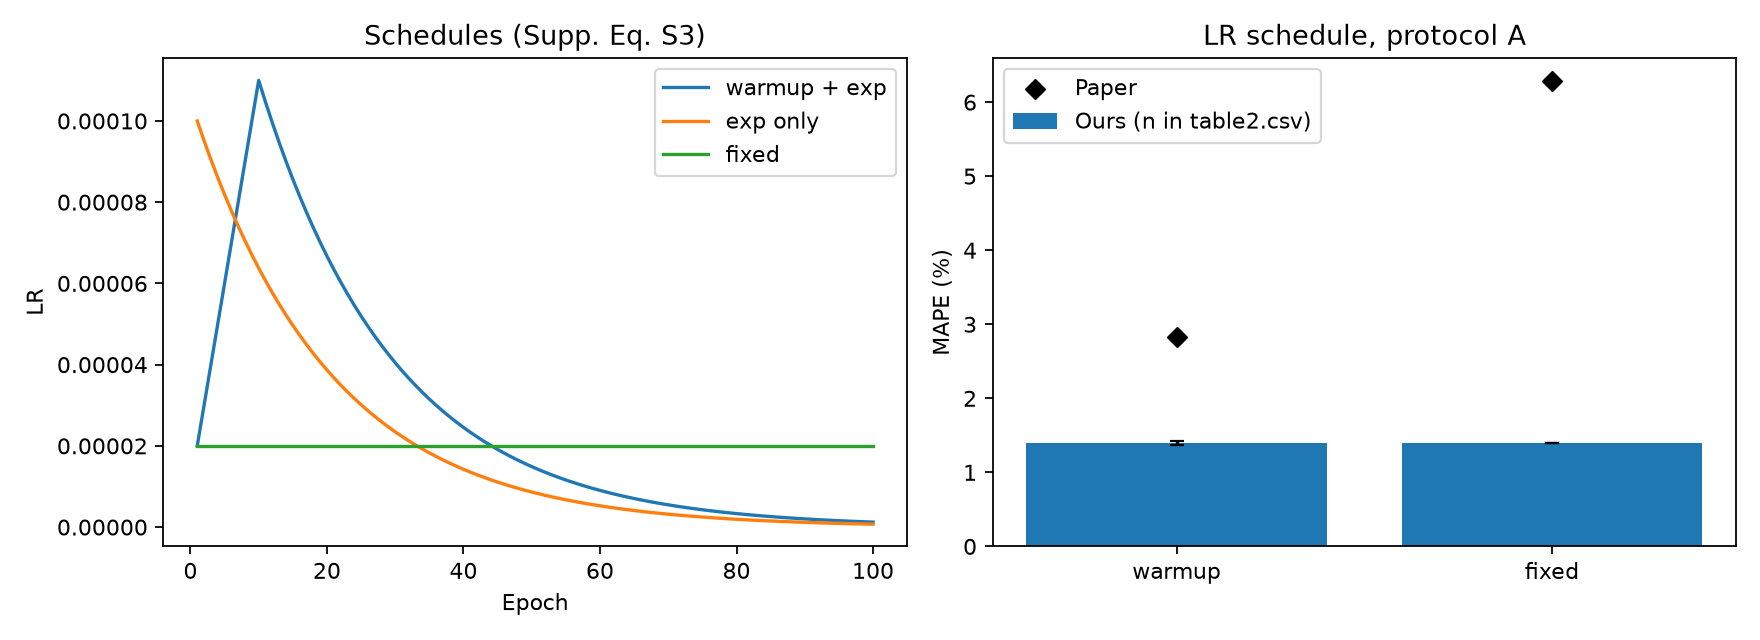 Schedules (Supp. Eq. S3)
warmup + exp
exp only
fixed
0.00010
0.00008
0.00006
0.00004
0.00002
0.00000
LR
0 20 40 60 80 100
Epoch
LR schedule, protocol A
Paper
Ours (n in table2.csv)
6
5
4
3
2
1
0
MAPE (%)
warmup fixed